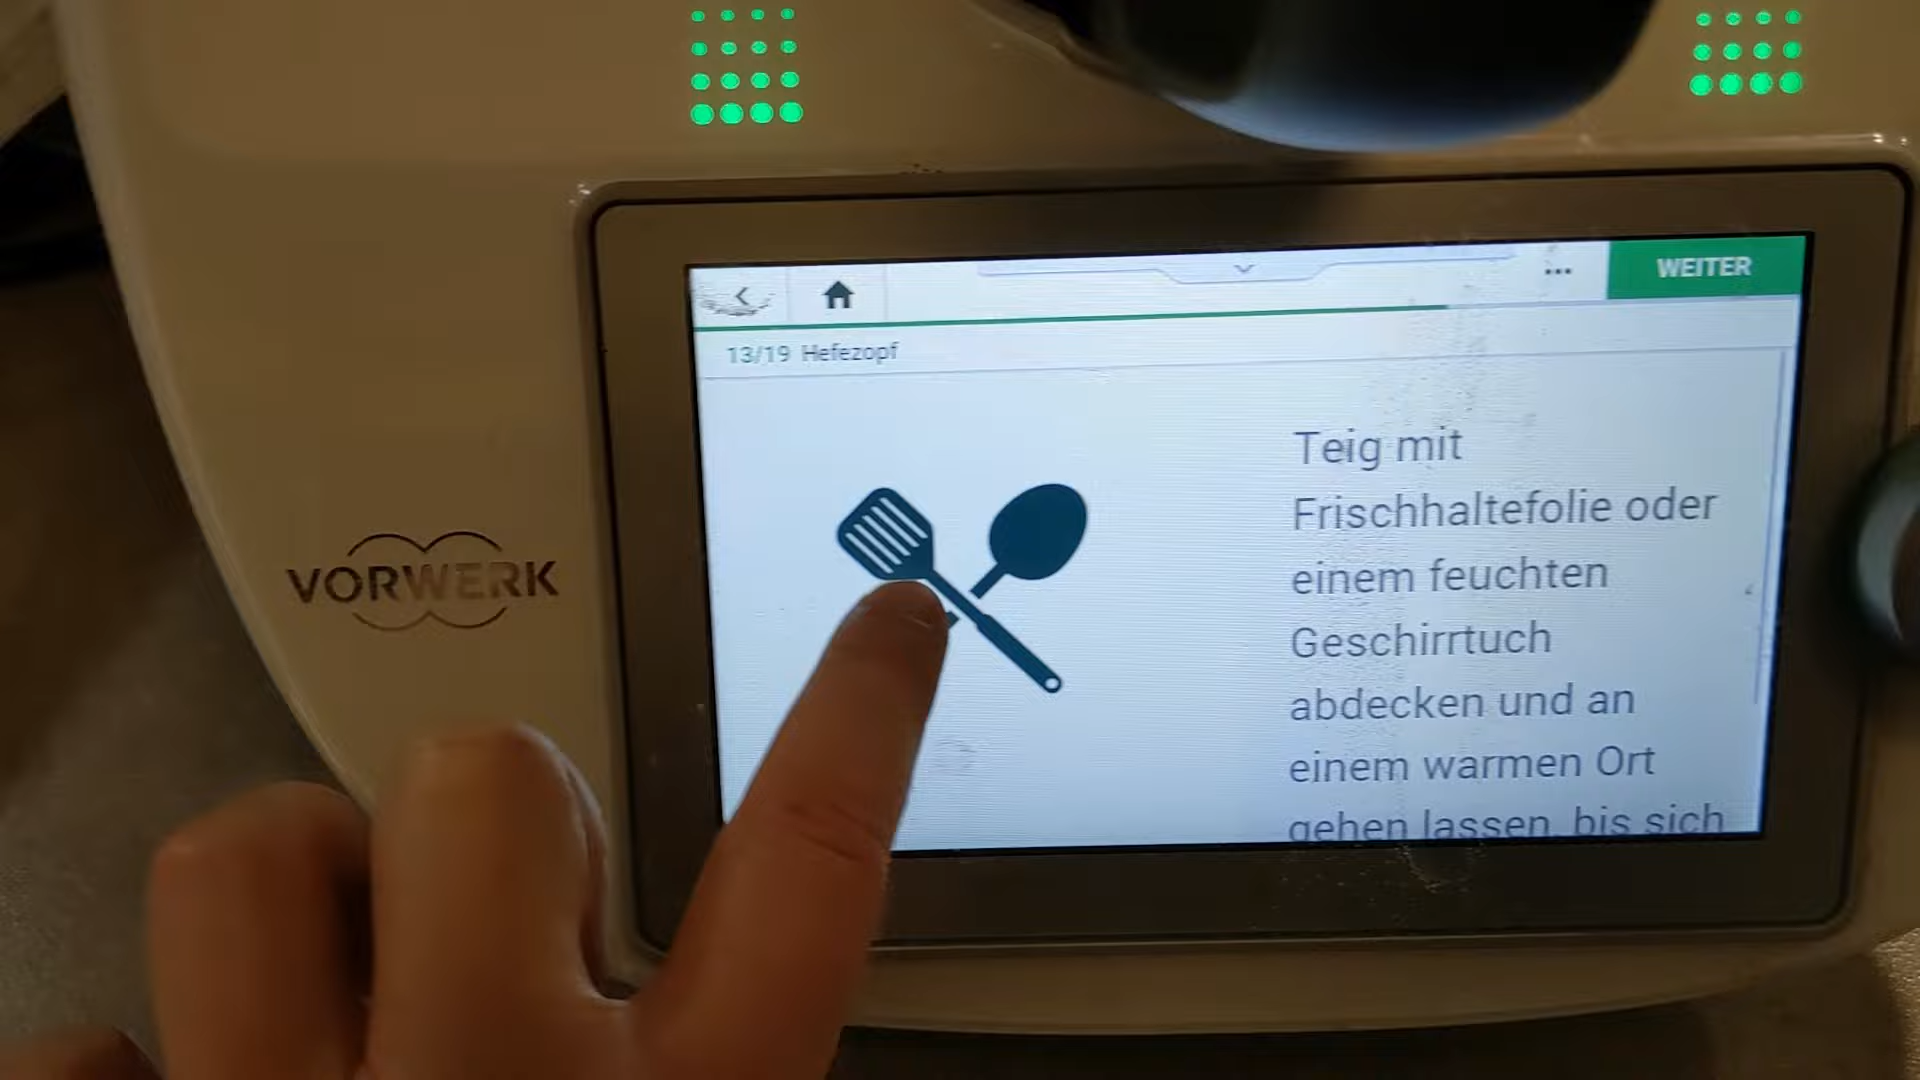 WEITER
13/19 Hefezopf
Teig mit
Frischhaltefolie oder
einem feuchten
Geschirrtuch
abdecken und an
einem warmen Ort
gehen lassen, bis sich
VORWERK